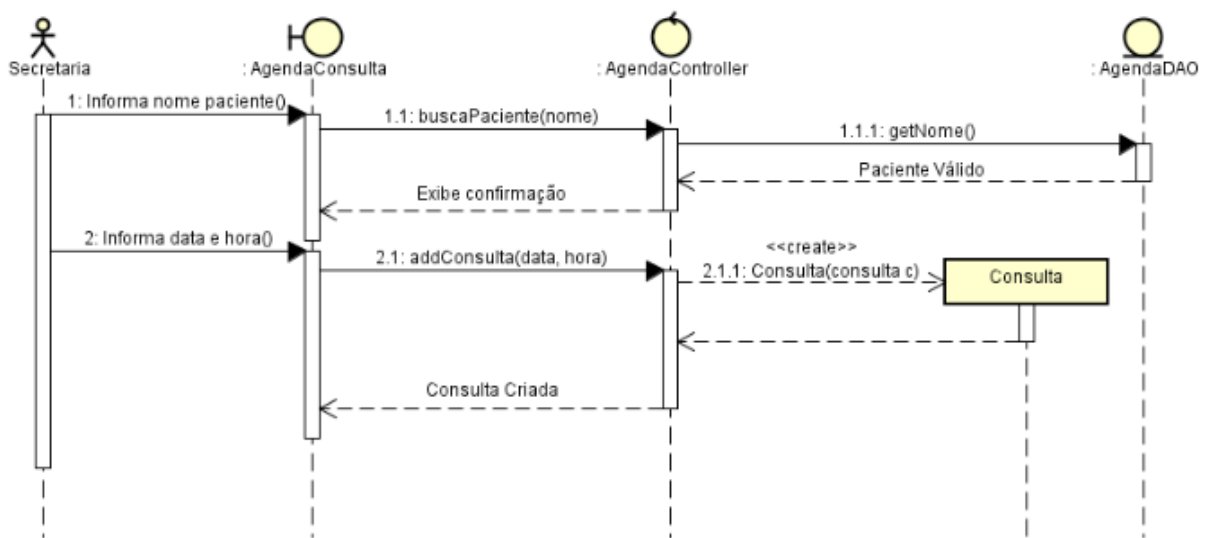 Secretaria
: AgendaConsulta
: AgendaController
: AgendaDAO
1: Informa nome paciente()
1.1: buscaPaciente(nome)
1.1.1: getNome()
Paciente Válido
Exibe confirmação
2: Informa data e hora()
2.1: addConsulta(data, hora)
<<create>>
2.1.1: Consulta(consulta c)
Consulta
Consulta Criada